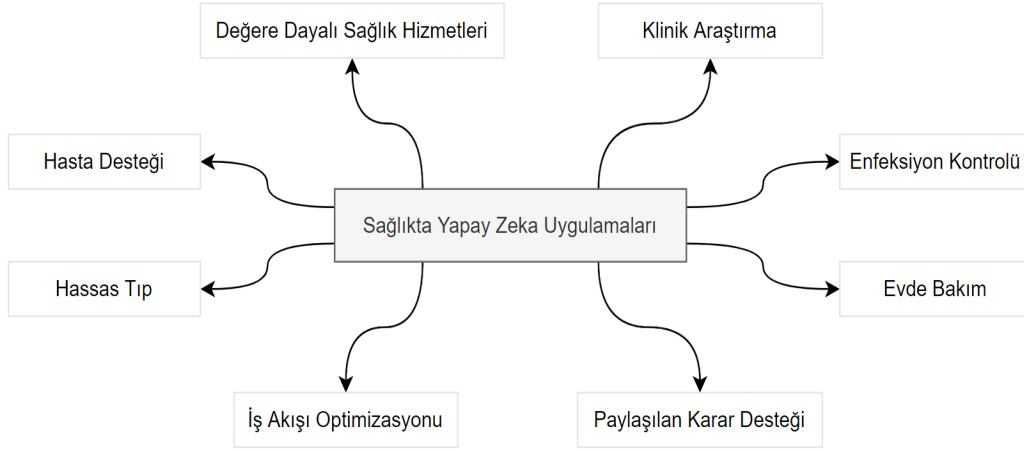 Değere Dayalı Sağlık Hizmetleri
Klinik Araştırma
Hasta Desteği
Enfeksiyon Kontrolü
Sağlıkta Yapay Zeka Uygulamaları
Hassas Tıp
Evde Bakım
İş Akışı Optimizasyonu
Paylaşılan Karar Desteği